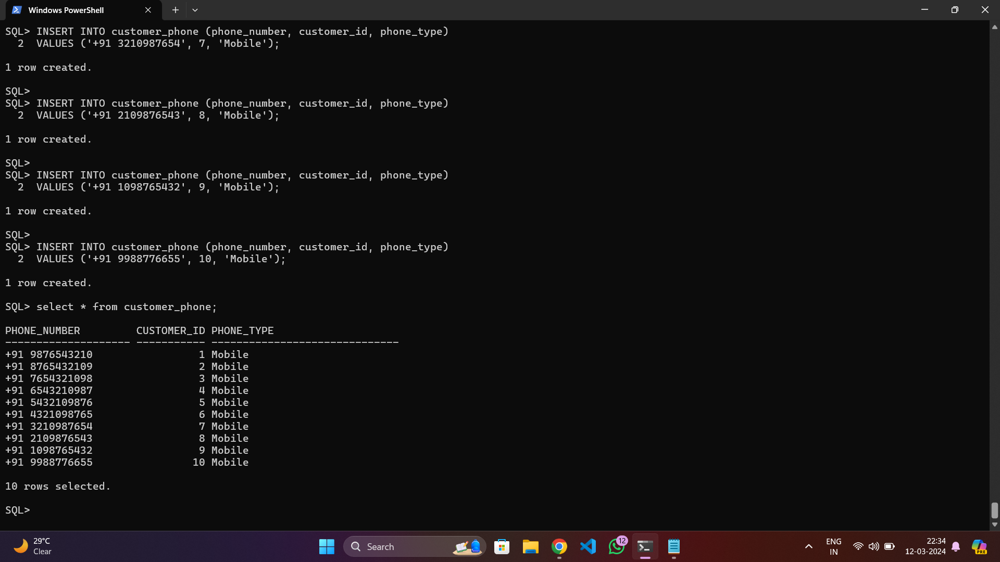 Windows PowerShell
SQL> INSERT INTO customer_phone (phone_number, customer_id, phone_type)
  2  VALUES ('+91 3210987654', 7, 'Mobile');
1 row created.
SQL>
SQL> INSERT INTO customer_phone (phone_number, customer_id, phone_type)
  2  VALUES ('+91 2109876543', 8, 'Mobile');
1 row created.
SQL>
SQL> INSERT INTO customer_phone (phone_number, customer_id, phone_type)
  2  VALUES ('+91 1098765432', 9, 'Mobile');
1 row created.
SQL>
SQL> INSERT INTO customer_phone (phone_number, customer_id, phone_type)
  2  VALUES ('+91 9988776655', 10, 'Mobile');
1 row created.
SQL> select * from customer_phone;
PHONE_NUMBER         CUSTOMER_ID PHONE_TYPE
-------------------- ----------- ------------------------------
+91 9876543210                 1 Mobile
+91 8765432109                 2 Mobile
+91 7654321098                 3 Mobile
+91 6543210987                 4 Mobile
+91 5432109876                 5 Mobile
+91 4321098765                 6 Mobile
+91 3210987654                 7 Mobile
+91 2109876543                 8 Mobile
+91 1098765432                 9 Mobile
+91 9988776655                10 Mobile
10 rows selected.
SQL>
29°C
Clear
Search
12
ENG
IN
22:34
12-03-2024
PRE